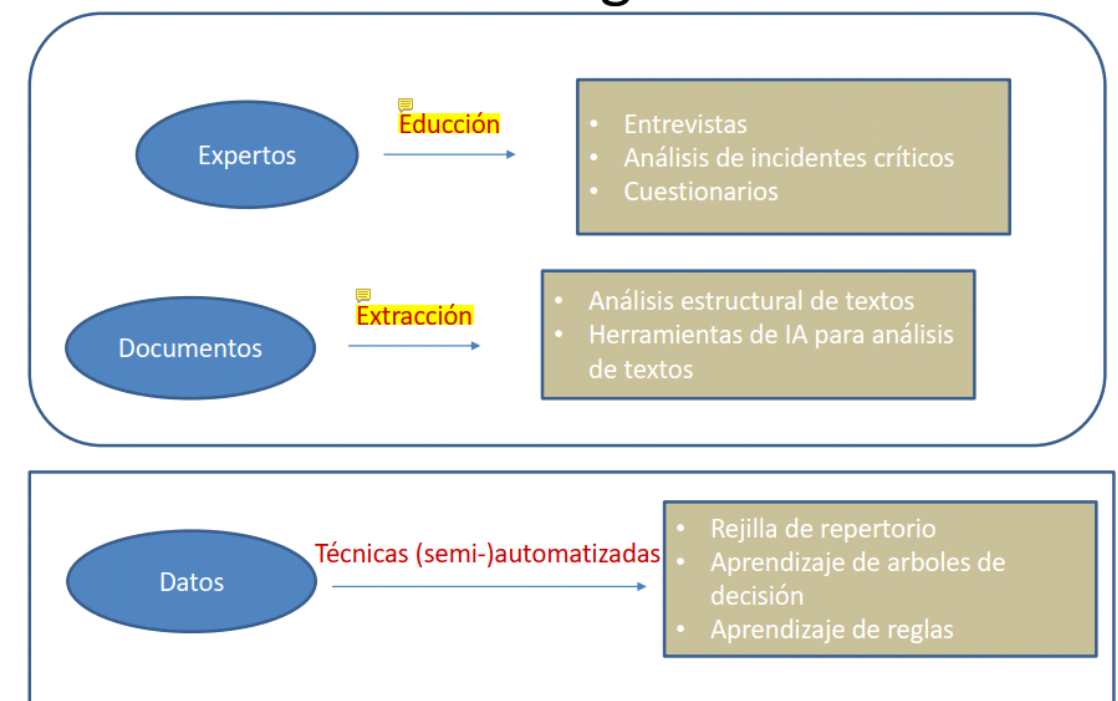 Educción
Expertos
• Entrevistas
• Análisis de incidentes críticos
• Cuestionarios
Extracción
Documentos
• Análisis estructural de textos
• Herramientas de IA para análisis
de textos
Técnicas (semi-)automatizadas
Datos
• Rejilla de repertorio
• Aprendizaje de arboles de
decisión
• Aprendizaje de reglas